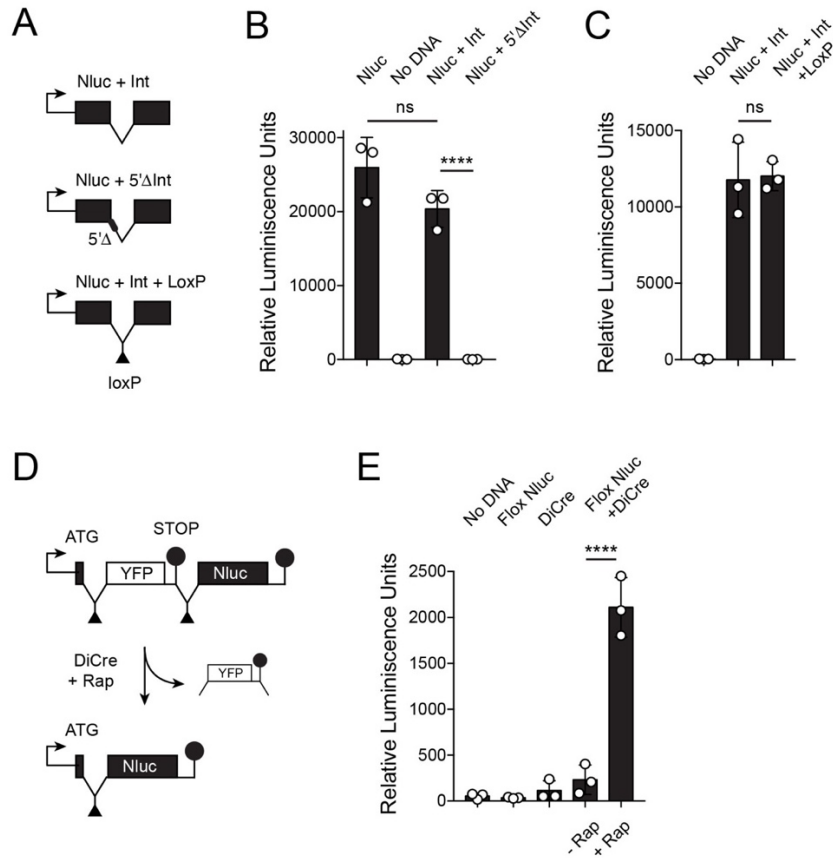 A
Nluc + Int
Nluc + 5'ΔInt
5'Δ
Nluc + Int + LoxP
loxP
B
Nluc
No DNA
Nluc + Int
Nluc + 5'ΔInt
ns
****
Relative Luminiscence Units
30000
20000
10000
0
C
No DNA
Nluc + Int
Nluc + Int
+LoxP
ns
Relative Luminiscence Units
15000
10000
5000
0
D
ATG
STOP
YFP
Nluc
DiCre
+ Rap
YFP
ATG
Nluc
E
No DNA
Flox Nluc
DiCre
Flox Nluc
+DiCre
****
Relative Luminiscence Units
2500
2000
1500
1000
500
0
- Rap
+ Rap